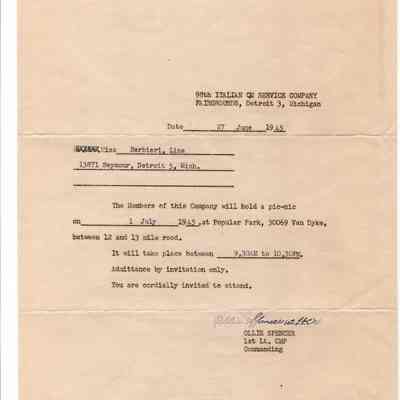 98th ITALIAN QM SERVICE COMPANY
FAIRGROUNDS, Detroit 3, Michigan
Date 27 June 1945
Miss Barbieri, Lina
13871 Seymour, Detroit 5, Mich.
The Members of this Company will hold a pic-nic
on 1 July 1945, at Popular Park, 30069 Van Dyke,
between 12 and 13 mile road.
It will take place between 9,30AM to 10,30PM.
Admittance by invitation only.
You are cordially invited to attend.
OLLIE SPENCER
1st Lt. CMP
Commanding